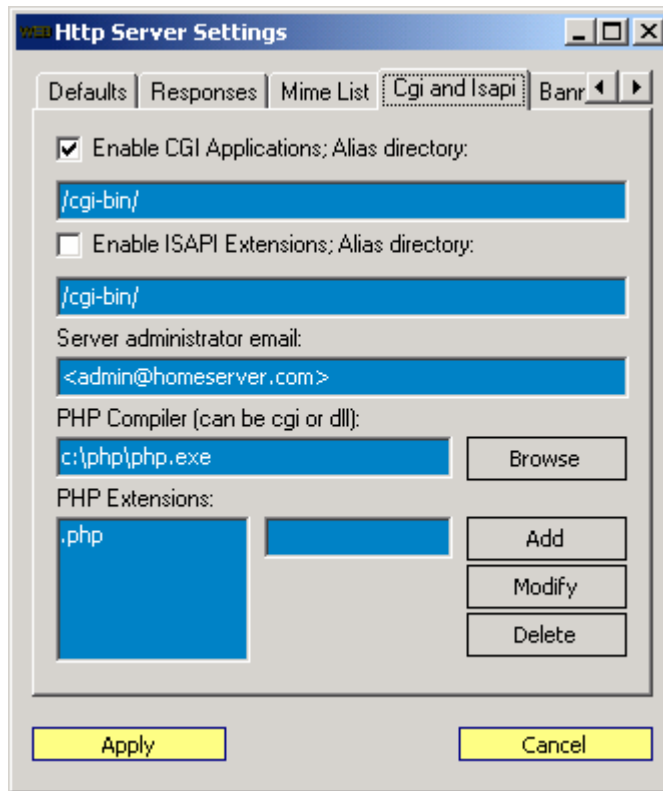 WEB Http Server Settings
Defaults Responses Mime List Cgi and Isapi Banr
Enable CGI Applications; Alias directory:
/cgi-bin/
Enable ISAPI Extensions; Alias directory:
/cgi-bin/
Server administrator email:
<admin@homeserver.com>
PHP Compiler (can be cgi or dll):
c:\php\php.exe Browse
PHP Extensions:
.php Add
Modify
Delete
Apply Cancel